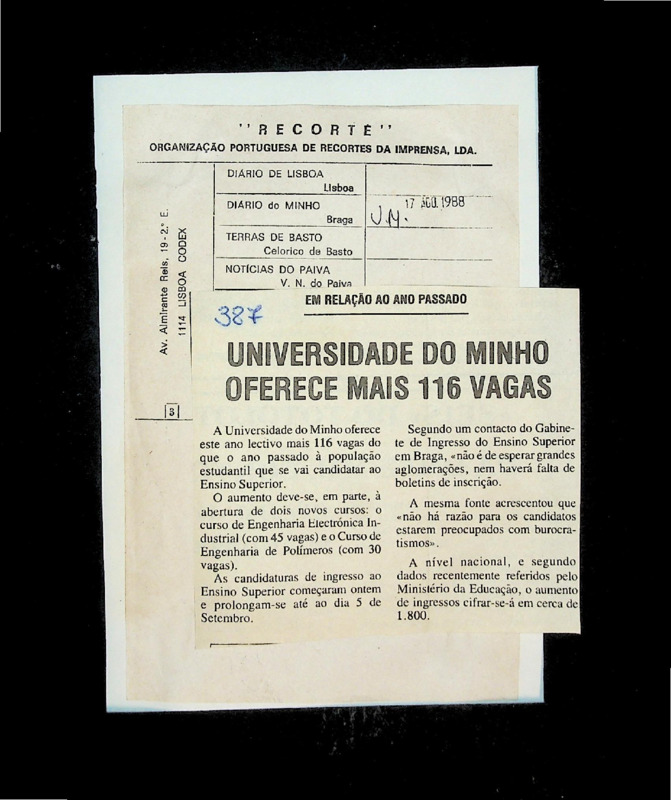 "RECORTE"
ORGANIZAÇÃO PORTUGUESA DE RECORTES DA IMPRENSA, LDA.
DIÁRIO DE LISBOA
Lisboa
DIÁRIO do MINHO
Braga
17 AGO. 1988
U.M.
TERRAS DE BASTO
Celorico de Basto
NOTÍCIAS DO PAIVA
V. N. do Paiva
Av. Almirante Reis, 19-2.º E.
1114 LISBOA CODEX
3
387
EM RELAÇÃO AO ANO PASSADO
UNIVERSIDADE DO MINHO
OFERECE MAIS 116 VAGAS
A Universidade do Minho oferece
este ano lectivo mais 116 vagas do
que o ano passado à população
estudantil que se vai candidatar ao
Ensino Superior.
O aumento deve-se, em parte, à
abertura de dois novos cursos: o
curso de Engenharia Electrónica In-
dustrial (com 45 vagas) e o Curso de
Engenharia de Polímeros (com 30
vagas).
As candidaturas de ingresso ao
Ensino Superior começaram ontem
e prolongam-se até ao dia 5 de
Setembro.
Segundo um contacto do Gabine-
te de Ingresso do Ensino Superior
em Braga, «não é de esperar grandes
aglomerações, nem haverá falta de
boletins de inscrição.
A mesma fonte acrescentou que
«não há razão para os candidatos
estarem preocupados com burocra-
tismos».
A nível nacional, e segundo
dados recentemente referidos pelo
Ministério da Educação, o aumento
de ingressos cifrar-se-á em cerca de
1.800.